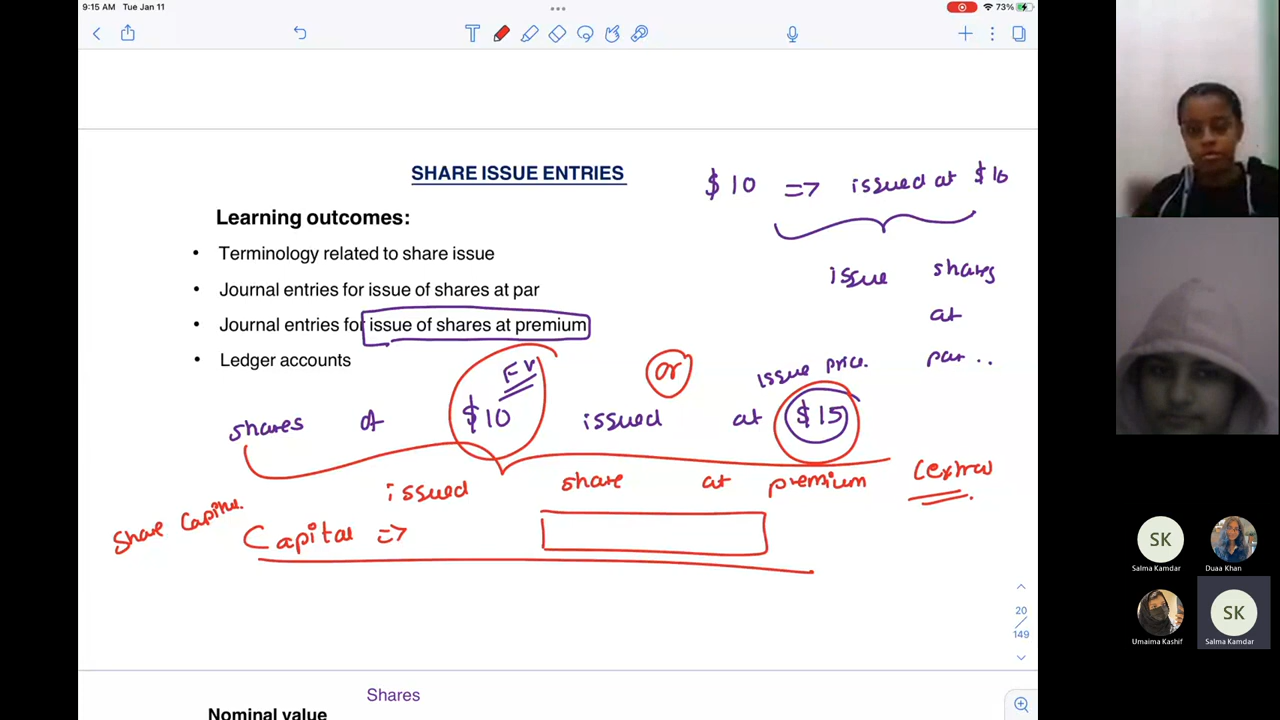 9:15 AM Tue Jan 11
73%
SHARE ISSUE ENTRIES
$10 => issued at $10
Learning outcomes:
• Terminology related to share issue
• Journal entries for issue of shares at par
• Journal entries for issue of shares at premium
• Ledger accounts
issue shares
at
par ..
FV
or
issue price.
shares of $10 issued at $15
issued share at premium (extra)
Share Capital.
Capital =>
20
149
Shares
Nominal value
SK
Salma Kamdar
Duaa Khan
Umaima Kashif
SK
Salma Kamdar